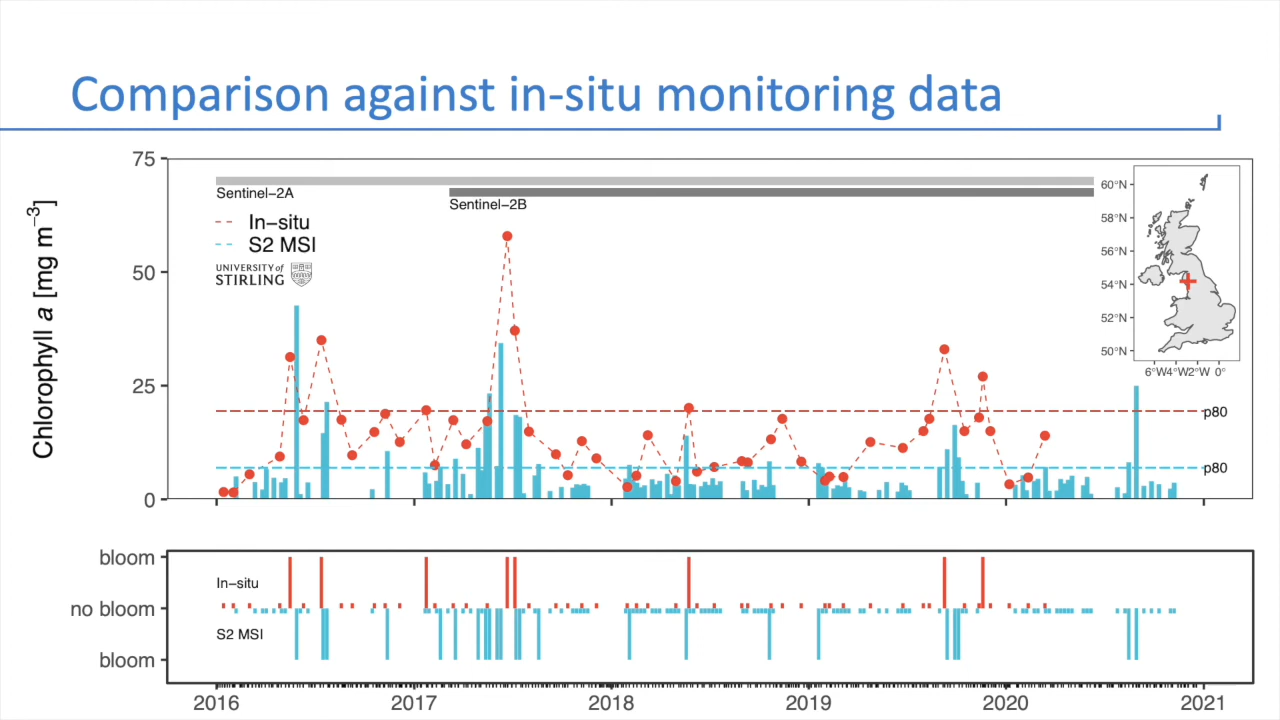 Comparison against in-situ monitoring data
Chlorophyll a [mg m⁻³]
75
50
25
0
Sentinel−2A
Sentinel−2B
In−situ
S2 MSI
UNIVERSITY of
STIRLING
p80
p80
60°N
58°N
56°N
54°N
52°N
50°N
6°W4°W2°W 0°
bloom
no bloom
bloom
In−situ
S2 MSI
2016 2017 2018 2019 2020 2021